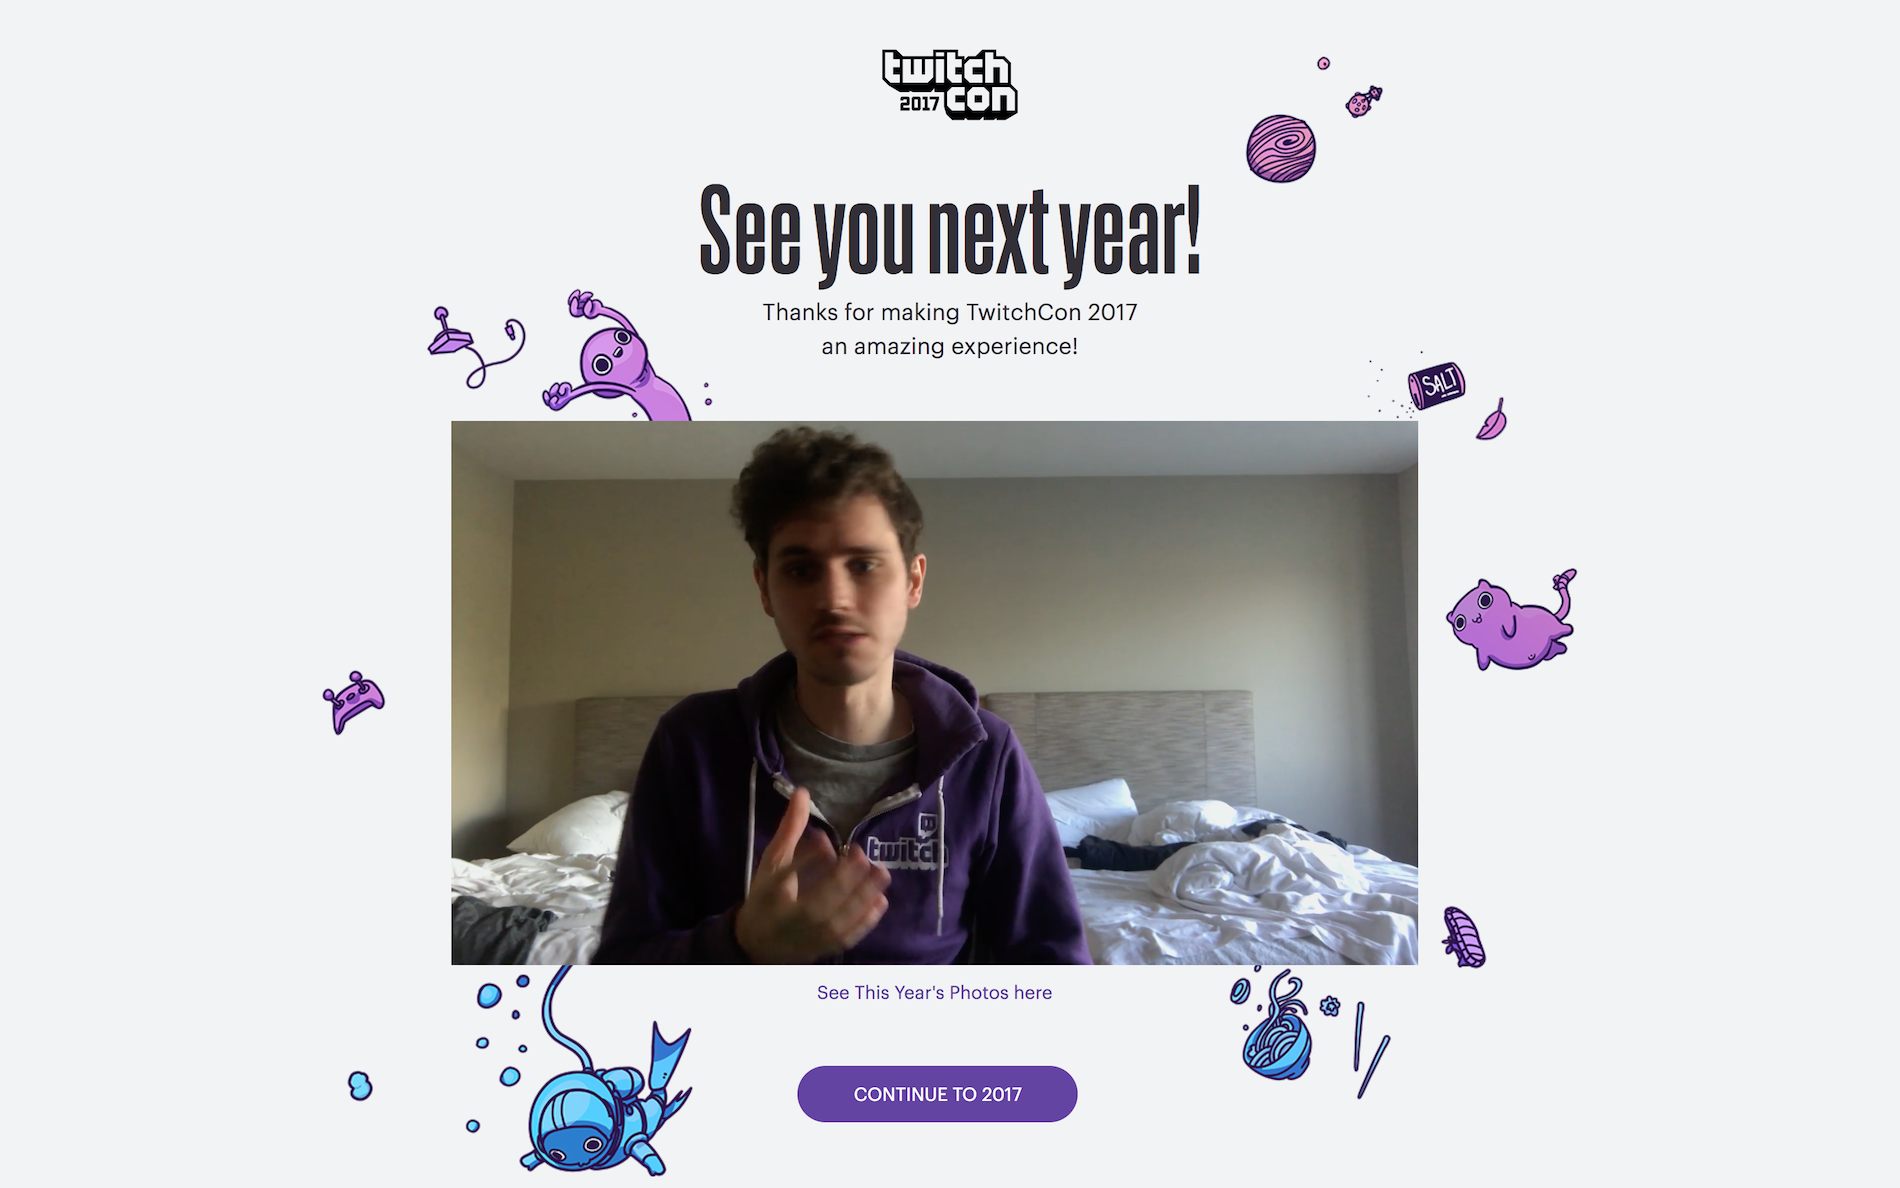 twitch
2017 con
See you next year!
Thanks for making TwitchCon 2017
an amazing experience!
SALT
twitch
See This Year's Photos here
CONTINUE TO 2017